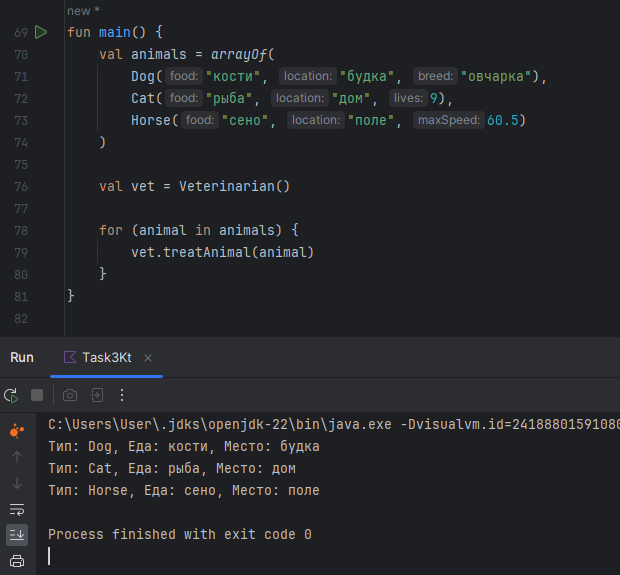 new *
69 fun main() {
70 val animals = arrayOf(
71 Dog( food: "кости", location: "будка", breed: "овчарка"),
72 Cat( food: "рыба", location: "дом", lives: 9),
73 Horse( food: "сено", location: "поле", maxSpeed: 60.5)
74 )
75
76 val vet = Veterinarian()
77
78 for (animal in animals) {
79 vet.treatAnimal(animal)
80 }
81 }
82
Run Task3Kt ×
C:\Users\User\.jdks\openjdk-22\bin\java.exe -Dvisualvm.id=24188801591080
Тип: Dog, Еда: кости, Место: будка
Тип: Cat, Еда: рыба, Место: дом
Тип: Horse, Еда: сено, Место: поле
Process finished with exit code 0